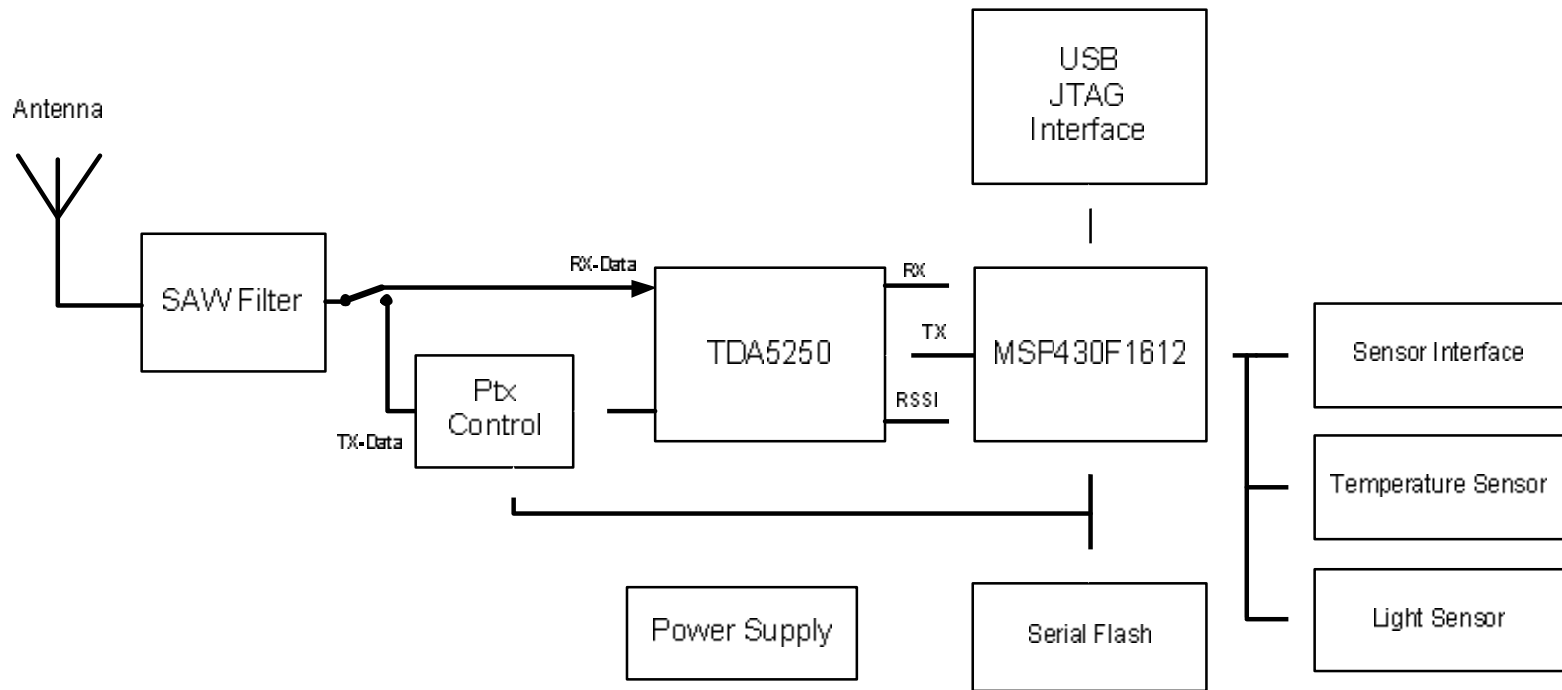 USB
JTAG
Interface
Antenna
SAW Filter
RX-Data
RX
TDA5250
TX
MSP430F1612
RSSI
Ptx
Control
TX-Data
Sensor Interface
Temperature Sensor
Light Sensor
Power Supply
Serial Flash